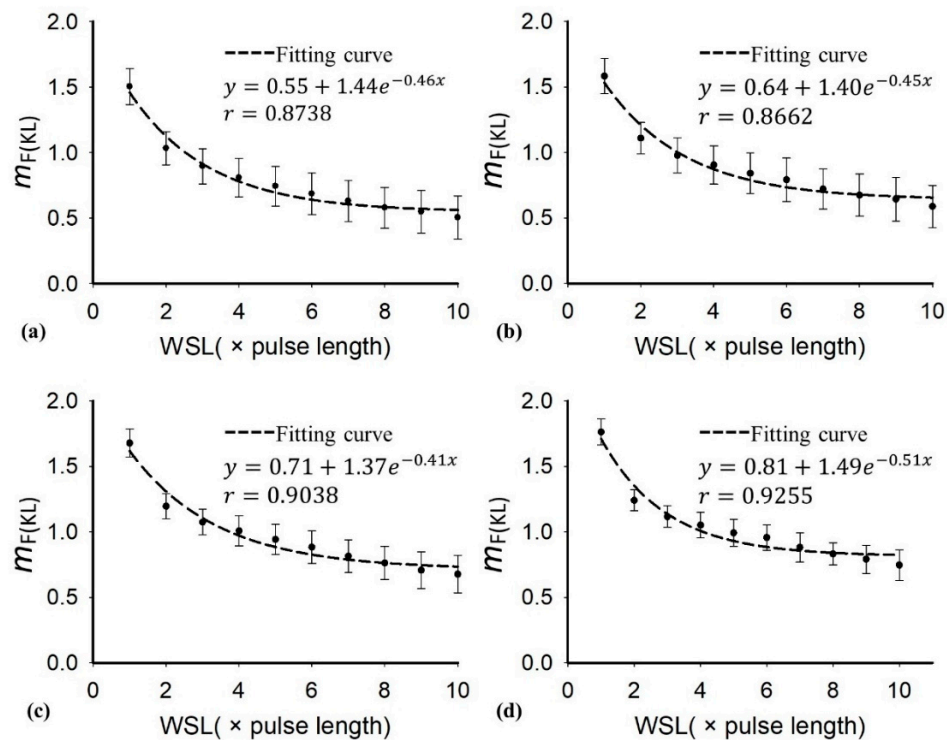 2.0
Fitting curve
1.5
y = 0.55 + 1.44e^{-0.46x}
r = 0.8738
m_{F(KL)}
1.0
0.5
0.0
0 2 4 6 8 10
(a)
WSL( × pulse length)
2.0
Fitting curve
1.5
y = 0.64 + 1.40e^{-0.45x}
r = 0.8662
m_{F(KL)}
1.0
0.5
0.0
0 2 4 6 8 10
(b)
WSL( × pulse length)
2.0
Fitting curve
1.5
y = 0.71 + 1.37e^{-0.41x}
r = 0.9038
m_{F(KL)}
1.0
0.5
0.0
0 2 4 6 8 10
(c)
WSL( × pulse length)
2.0
Fitting curve
1.5
y = 0.81 + 1.49e^{-0.51x}
r = 0.9255
m_{F(KL)}
1.0
0.5
0.0
0 2 4 6 8 10
(d)
WSL( × pulse length)